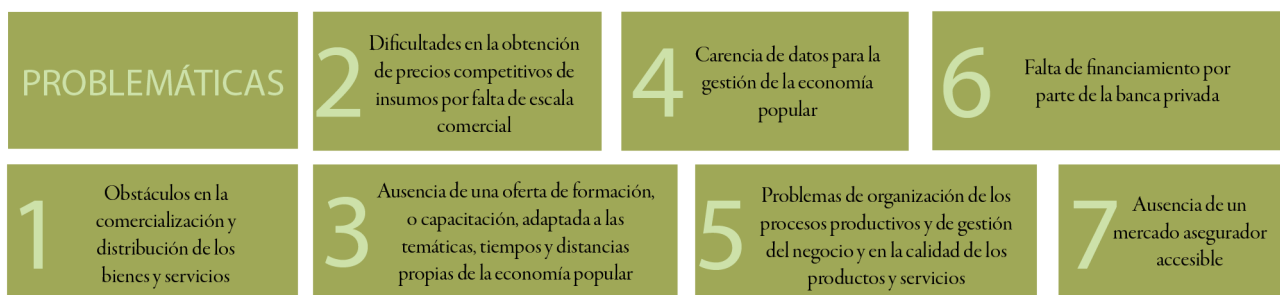 PROBLEMÁTICAS
1
Obstáculos en la
comercialización y
distribución de los
bienes y servicios
2
Dificultades en la obtención
de precios competitivos de
insumos por falta de escala
comercial
3
Ausencia de una oferta de formación,
o capacitación, adaptada a las
temáticas, tiempos y distancias
propias de la economía popular
4
Carencia de datos para la
gestión de la economía
popular
5
Problemas de organización de los
procesos productivos y de gestión
del negocio y en la calidad de los
productos y servicios
6
Falta de financiamiento por
parte de la banca privada
7
Ausencia de un
mercado asegurador
accesible